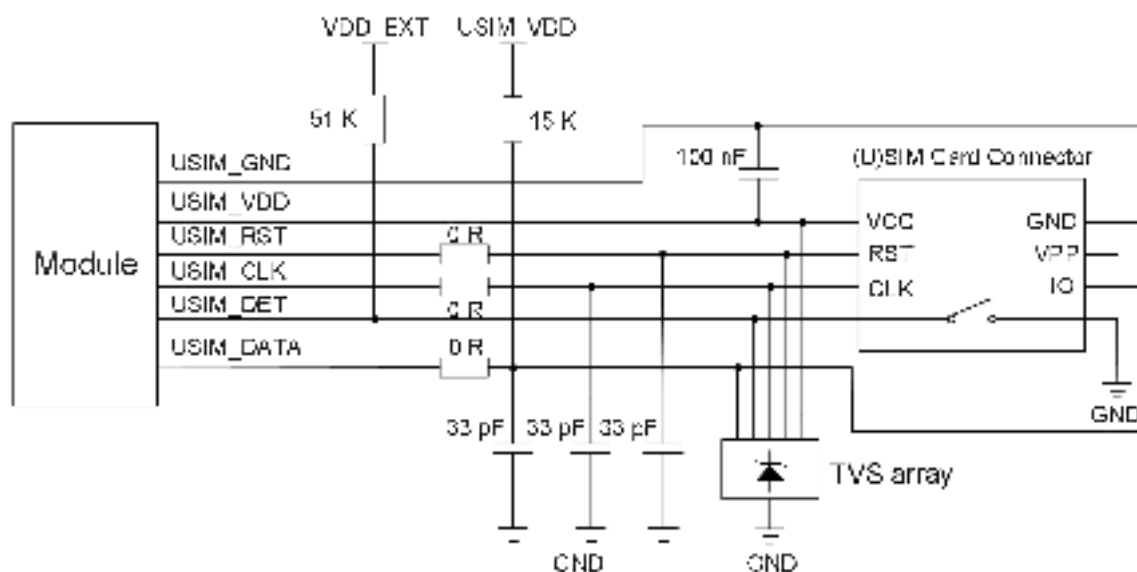 VDD_EXT USIM_VDD
51 K 15 K
USIM_GND 100 nF (U)SIM Card Connector
USIM_VDD VCC GND
USIM_RST 0 R RST VPP
Module USIM_CLK CLK IO
USIM_DET 0 R
USIM_DATA 0 R
GND
33 pF 33 pF 33 pF
TVS array
GND GND